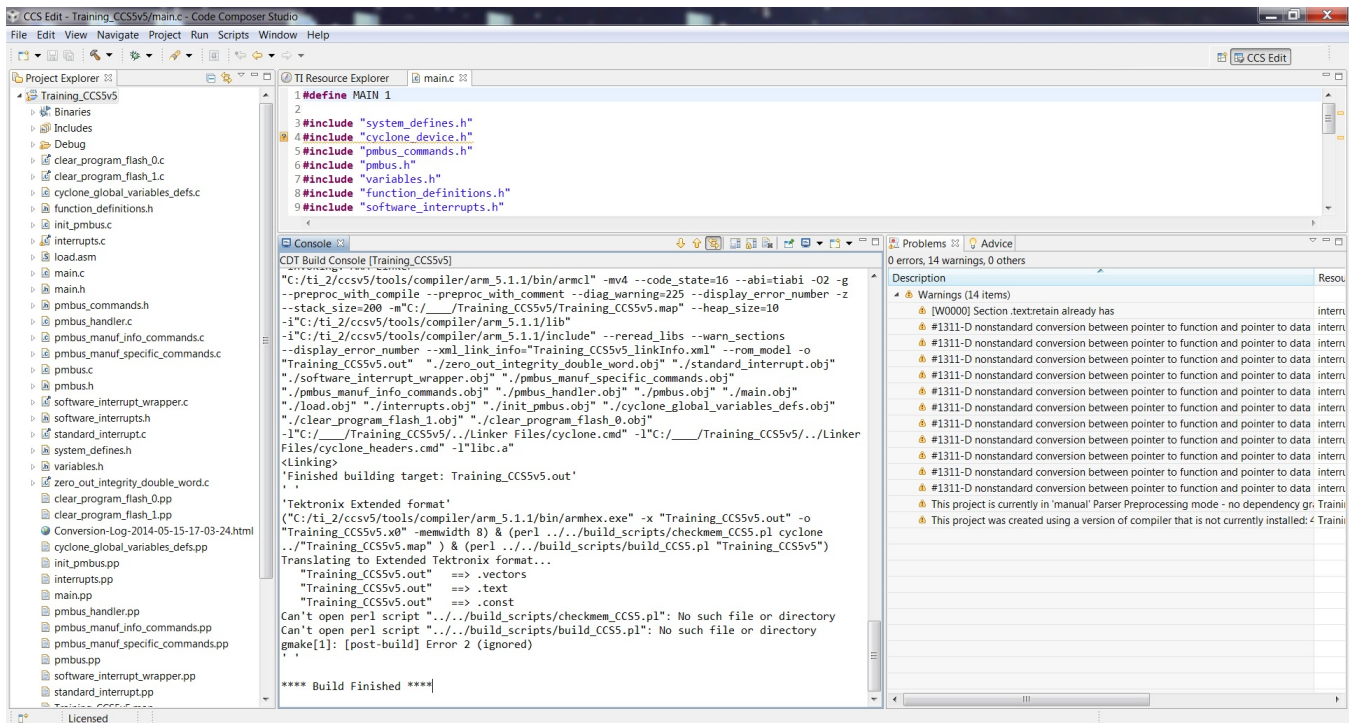 CCS Edit - Training_CCS5v5/main.c - Code Composer Studio
File Edit View Navigate Project Run Scripts Window Help
CCS Edit
Project Explorer
Training_CCS5v5
Binaries
Includes
Debug
clear_program_flash_0.c
clear_program_flash_1.c
cyclone_global_variables_defs.c
function_definitions.h
init_pmbus.c
interrupts.c
load.asm
main.c
main.h
pmbus_commands.h
pmbus_handler.c
pmbus_manuf_info_commands.c
pmbus_manuf_specific_commands.c
pmbus.c
pmbus.h
software_interrupt_wrapper.c
software_interrupts.h
standard_interrupt.c
system_defines.h
variables.h
zero_out_integrity_double_word.c
clear_program_flash_0.pp
clear_program_flash_1.pp
Conversion-Log-2014-05-15-17-03-24.html
cyclone_global_variables_defs.pp
init_pmbus.pp
interrupts.pp
main.pp
pmbus_handler.pp
pmbus_manuf_info_commands.pp
pmbus_manuf_specific_commands.pp
pmbus.pp
software_interrupt_wrapper.pp
standard_interrupt.pp
TI Resource Explorer main.c
1 #define MAIN 1
2
3 #include "system_defines.h"
4 #include "cyclone_device.h"
5 #include "pmbus_commands.h"
6 #include "pmbus.h"
7 #include "variables.h"
8 #include "function_definitions.h"
9 #include "software_interrupts.h"
Console
CDT Build Console [Training_CCS5v5]
"C:/ti_2/ccsv5/tools/compiler/arm_5.1.1/bin/armcl" -mv4 --code_state=16 --abi=tiabi -O2 -g
--preproc_with_compile --preproc_with_comment --diag_warning=225 --display_error_number -z
--stack_size=200 -m"C:/____/Training_CCS5v5/Training_CCS5v5.map" --heap_size=10
-i"C:/ti_2/ccsv5/tools/compiler/arm_5.1.1/lib"
-i"C:/ti_2/ccsv5/tools/compiler/arm_5.1.1/include" --reread_libs --warn_sections
--display_error_number --xml_link_info="Training_CCS5v5_linkInfo.xml" --rom_model -o
"Training_CCS5v5.out" "./zero_out_integrity_double_word.obj" "./standard_interrupt.obj"
"./software_interrupt_wrapper.obj" "./pmbus_manuf_specific_commands.obj"
"./pmbus_manuf_info_commands.obj" "./pmbus_handler.obj" "./pmbus.obj" "./main.obj"
"./load.obj" "./interrupts.obj" "./init_pmbus.obj" "./cyclone_global_variables_defs.obj"
"./clear_program_flash_1.obj" "./clear_program_flash_0.obj"
-l"C:/____/Training_CCS5v5/../Linker Files/cyclone.cmd" -l"C:/____/Training_CCS5v5/../Linker
Files/cyclone_headers.cmd" -l"libc.a"
<Linking>
'Finished building target: Training_CCS5v5.out'
' '
'Tektronix Extended format'
("C:/ti_2/ccsv5/tools/compiler/arm_5.1.1/bin/armhex.exe" -x "Training_CCS5v5.out" -o
"Training_CCS5v5.x0" -memwidth 8) & (perl ../../build_scripts/checkmem_CCS5.pl cyclone
../"Training_CCS5v5.map" ) & (perl ../../build_scripts/build_CCS5.pl "Training_CCS5v5")
Translating to Extended Tektronix format...
"Training_CCS5v5.out" ==> .vectors
"Training_CCS5v5.out" ==> .text
"Training_CCS5v5.out" ==> .const
Can't open perl script "../../build_scripts/checkmem_CCS5.pl": No such file or directory
Can't open perl script "../../build_scripts/build_CCS5.pl": No such file or directory
gmake[1]: [post-build] Error 2 (ignored)
' '
**** Build Finished ****
Problems Advice
0 errors, 14 warnings, 0 others
Description Resou
Warnings (14 items)
[W0000] Section .text:retain already has interru
#1311-D nonstandard conversion between pointer to function and pointer to data interru
#1311-D nonstandard conversion between pointer to function and pointer to data interru
#1311-D nonstandard conversion between pointer to function and pointer to data interru
#1311-D nonstandard conversion between pointer to function and pointer to data interru
#1311-D nonstandard conversion between pointer to function and pointer to data interru
#1311-D nonstandard conversion between pointer to function and pointer to data interru
#1311-D nonstandard conversion between pointer to function and pointer to data interru
#1311-D nonstandard conversion between pointer to function and pointer to data interru
#1311-D nonstandard conversion between pointer to function and pointer to data interru
#1311-D nonstandard conversion between pointer to function and pointer to data interru
#1311-D nonstandard conversion between pointer to function and pointer to data interru
This project is currently in 'manual' Parser Preprocessing mode - no dependency gra Trainin
This project was created using a version of compiler that is not currently installed: 4 Trainin
Licensed